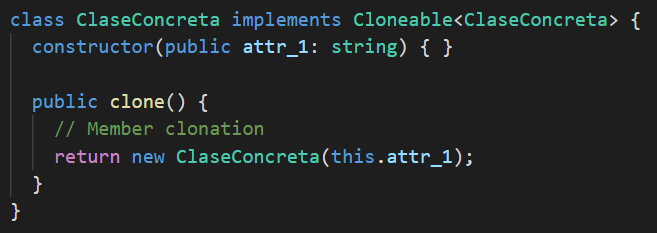 class ClaseConcreta implements Cloneable<ClaseConcreta> {
  constructor(public attr_1: string) { }

  public clone() {
    // Member clonation
    return new ClaseConcreta(this.attr_1);
  }
}